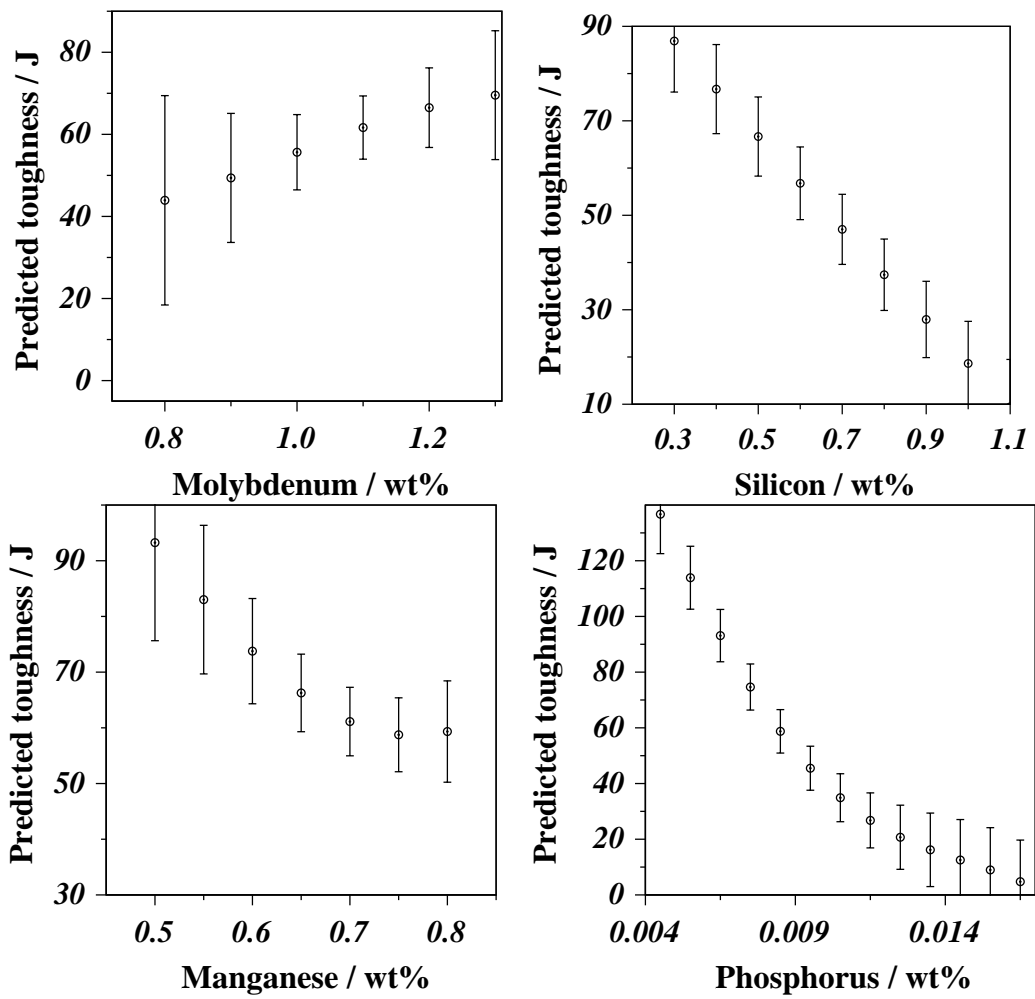 Predicted toughness / J
80
60
40
20
0
0.8 1.0 1.2
Molybdenum / wt%
Predicted toughness / J
90
70
50
30
10
0.3 0.5 0.7 0.9 1.1
Silicon / wt%
Predicted toughness / J
90
70
50
30
0.5 0.6 0.7 0.8
Manganese / wt%
Predicted toughness / J
120
100
80
60
40
20
0
0.004 0.009 0.014
Phosphorus / wt%